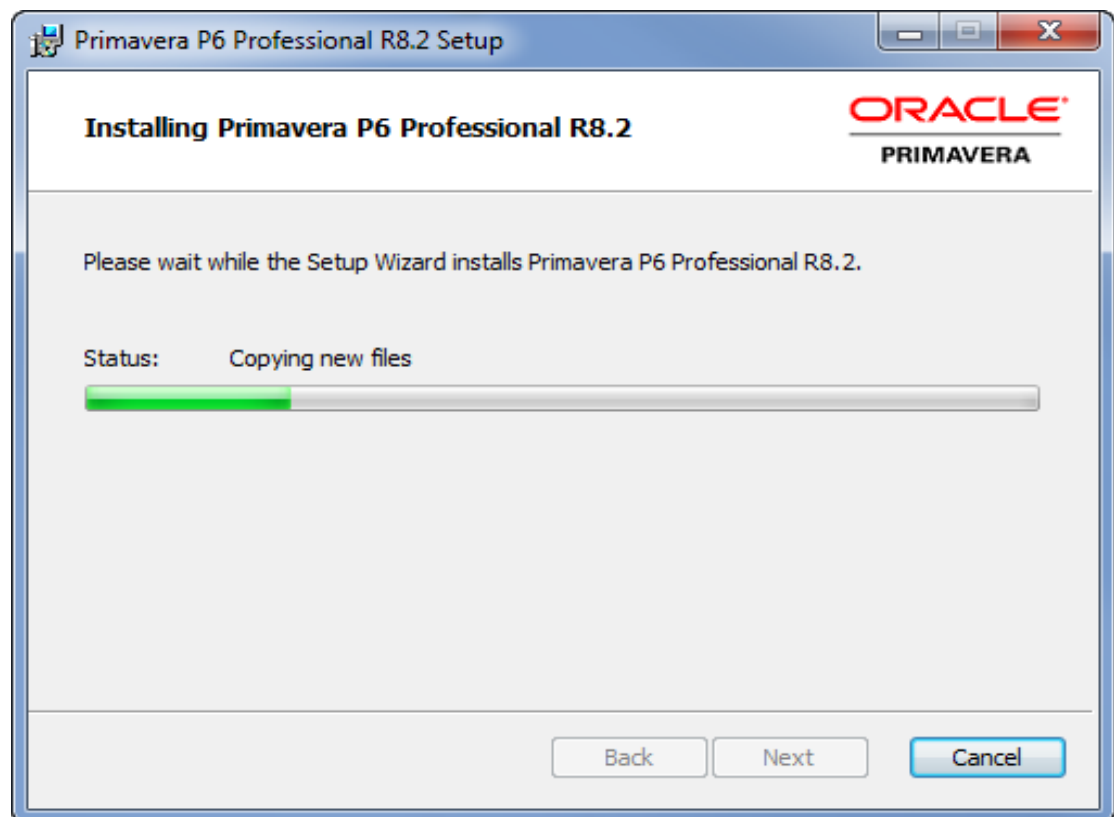 Primavera P6 Professional R8.2 Setup
Installing Primavera P6 Professional R8.2
ORACLE
PRIMAVERA
Please wait while the Setup Wizard installs Primavera P6 Professional R8.2.
Status: Copying new files
Back Next Cancel